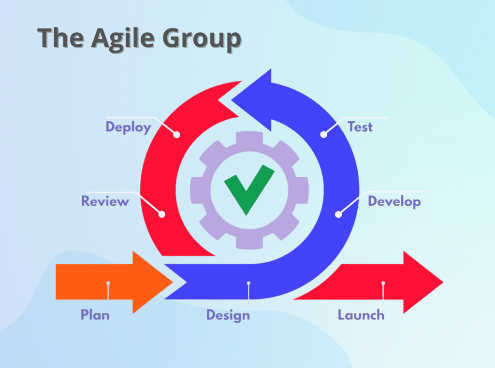 The Agile Group
Deploy
Test
Review
Develop
Plan
Design
Launch